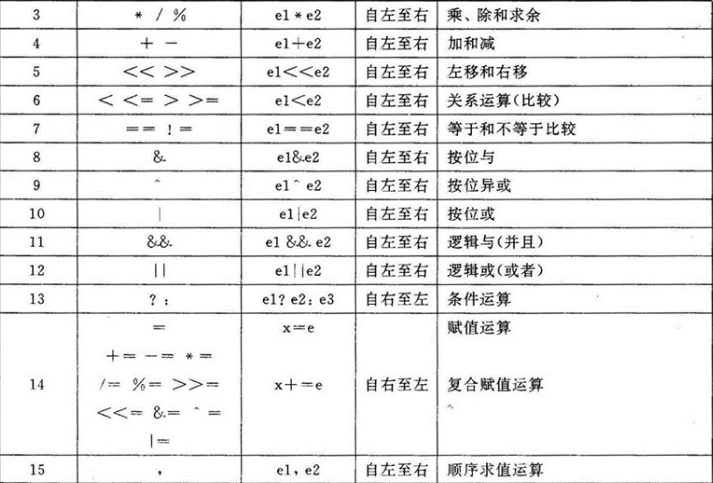 3 * / % e1*e2 自左至右 乘、除和求余
4 + - e1+e2 自左至右 加和减
5 << >> e1<<e2 自左至右 左移和右移
6 < <= > >= e1<e2 自左至右 关系运算(比较)
7 == != e1==e2 自左至右 等于和不等于比较
8 & e1&e2 自左至右 按位与
9 ^ e1^e2 自左至右 按位异或
10 | e1|e2 自左至右 按位或
11 && e1&&e2 自左至右 逻辑与(并且)
12 || e1||e2 自左至右 逻辑或(或者)
13 ?: e1?e2:e3 自右至左 条件运算
= x=e 赋值运算
+= -= *=
14 /= %= >>= x+=e 自右至左 复合赋值运算
<<= &= ^=
|=
15 , e1,e2 自左至右 顺序求值运算